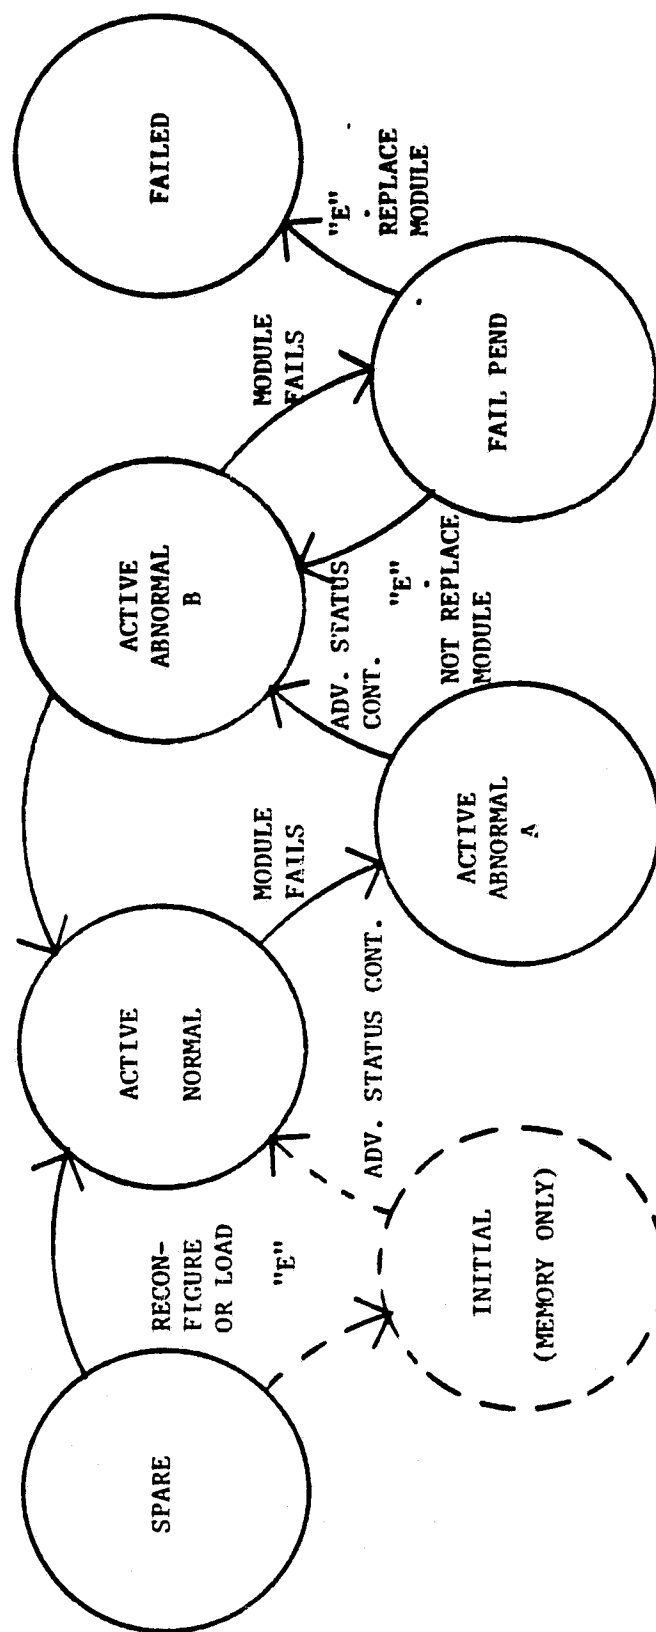 SPARE
RECON-
FIGURE
OR LOAD
"E"
INITIAL
(MEMORY ONLY)
ADV. STATUS CONT.
ACTIVE
NORMAL
MODULE
FAILS
ACTIVE
ABNORMAL
A
ADV. STATUS
CONT.
ACTIVE
ABNORMAL
B
"E"
·
NOT REPLACE
MODULE
MODULE
FAILS
FAIL PEND
"E"
·
REPLACE
MODULE
FAILED